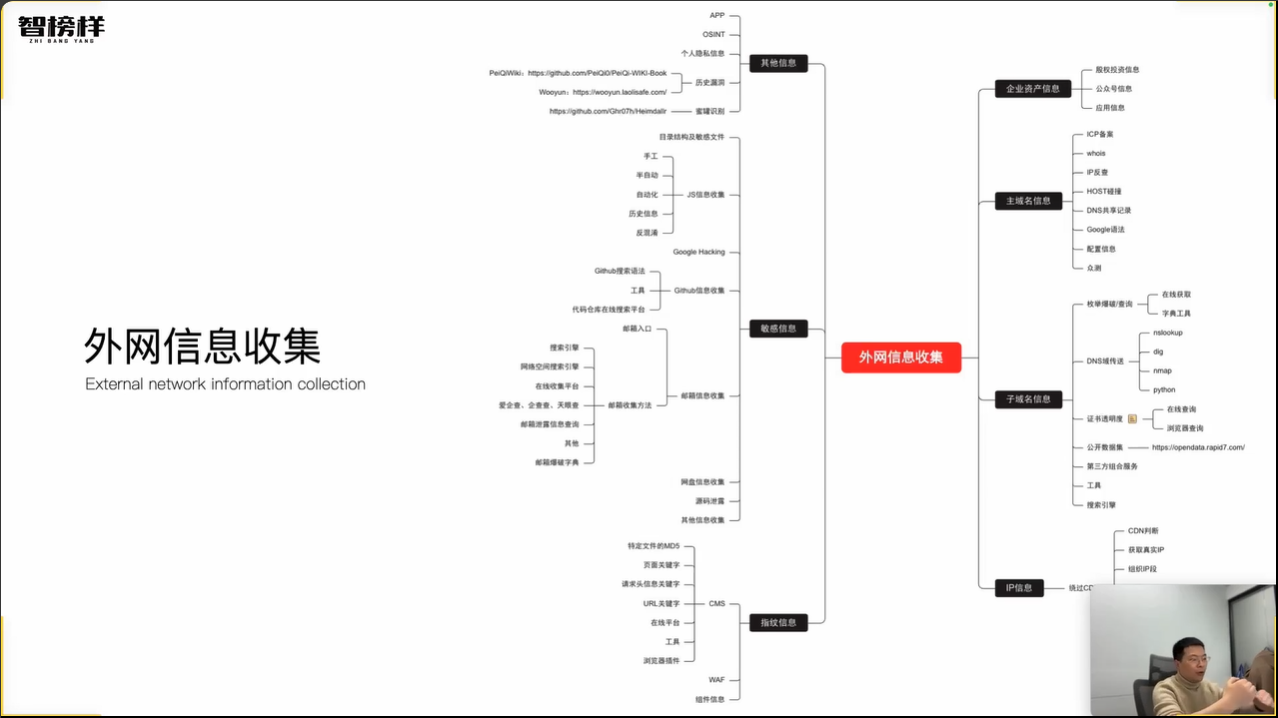 智榜样
ZHI BANG YANG
外网信息收集
External network information collection
APP
OSINT
个人隐私信息
PeiQiWiki：https://github.com/PeiQi0/PeiQi-WIKI-Book
Wooyun：https://wooyun.laolisafe.com/
历史漏洞
https://github.com/Ghr07h/Heimdallr
蜜罐识别
其他信息
目录结构及敏感文件
手工
半自动
自动化
历史信息
反混淆
JS信息收集
Google Hacking
Github搜索语法
工具
代码仓库在线搜索平台
Github信息收集
邮箱入口
搜索引擎
网络空间搜索引擎
在线收集平台
爱企查、企查查、天眼查
邮箱泄露信息查询
其他
邮箱爆破字典
邮箱收集方法
邮箱信息收集
网盘信息收集
源码泄露
其他信息收集
敏感信息
特定文件的MD5
页面关键字
请求头信息关键字
URL关键字
在线平台
工具
浏览器插件
CMS
WAF
组件信息
指纹信息
外网信息收集
企业资产信息
股权投资信息
公众号信息
应用信息
主域名信息
ICP备案
whois
IP反查
HOST碰撞
DNS共享记录
Google语法
配置信息
众测
子域名信息
枚举爆破/查询
在线获取
字典工具
DNS域传送
nslookup
dig
nmap
python
证书透明度
在线查询
浏览器查询
公开数据集
https://opendata.rapid7.com/
第三方组合服务
工具
搜索引擎
IP信息
绕过CD
CDN判断
获取真实IP
组织IP段